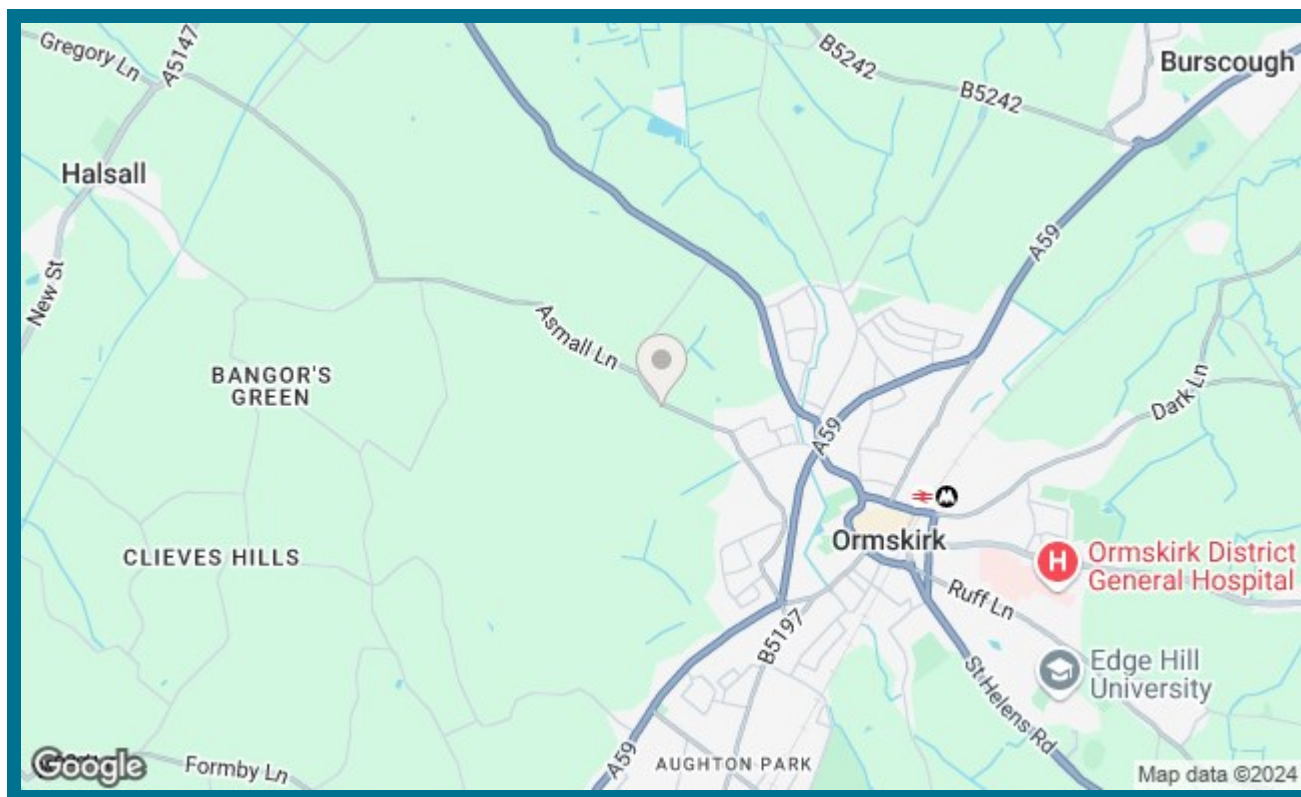 Gregory Ln
A5147
B5242
B5242
Burscough
Halsall
New St
A59
Asmall Ln
BANGOR'S
GREEN
Dark Ln
A59
CLIEVES HILLS
Ormskirk
H
Ormskirk District
General Hospital
Ruff Ln
B5197
Edge Hill
University
St Helens Rd
A59
AUGHTON PARK
Formby Ln
Google
Map data ©2024